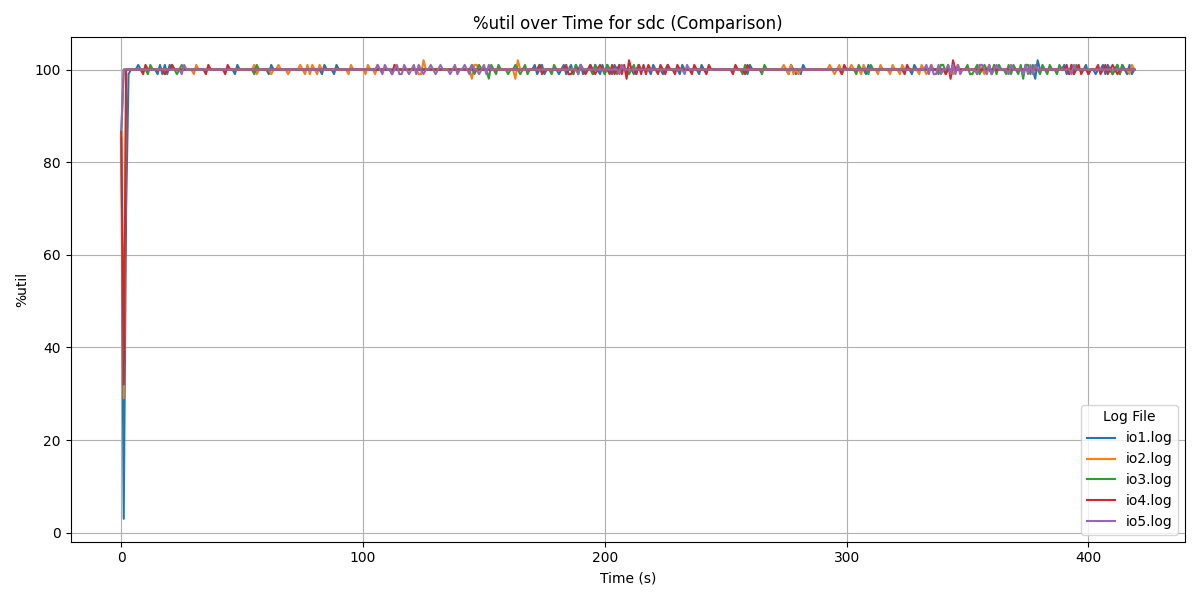 %util over Time for sdc (Comparison)
100
80
60
40
20
0
%util
0 100 200 300 400
Time (s)
Log File
io1.log
io2.log
io3.log
io4.log
io5.log